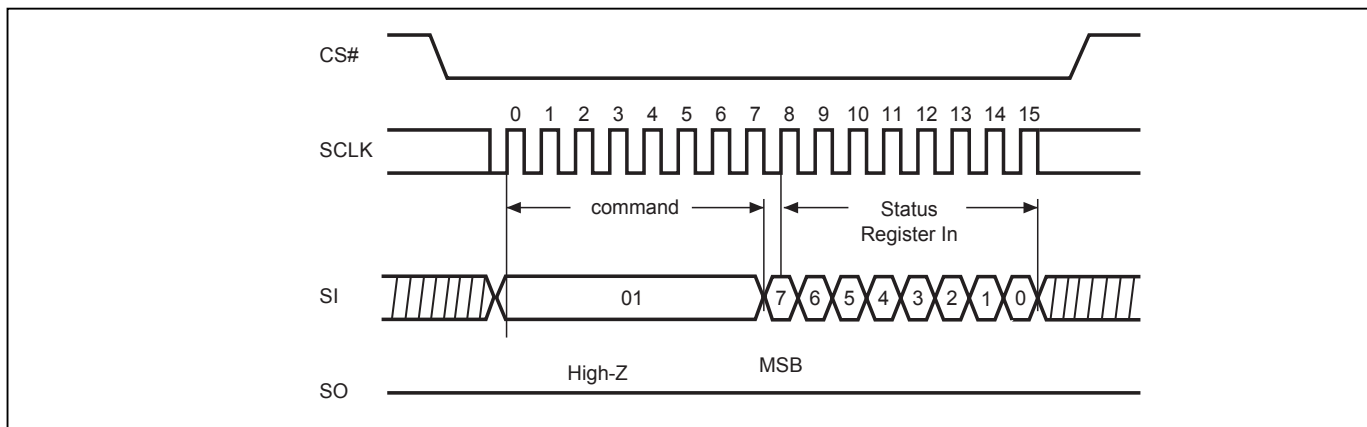 CS#
0 1 2 3 4 5 6 7 8 9 10 11 12 13 14 15
SCLK
command Status
Register In
SI 01 7 6 5 4 3 2 1 0
High-Z MSB
SO